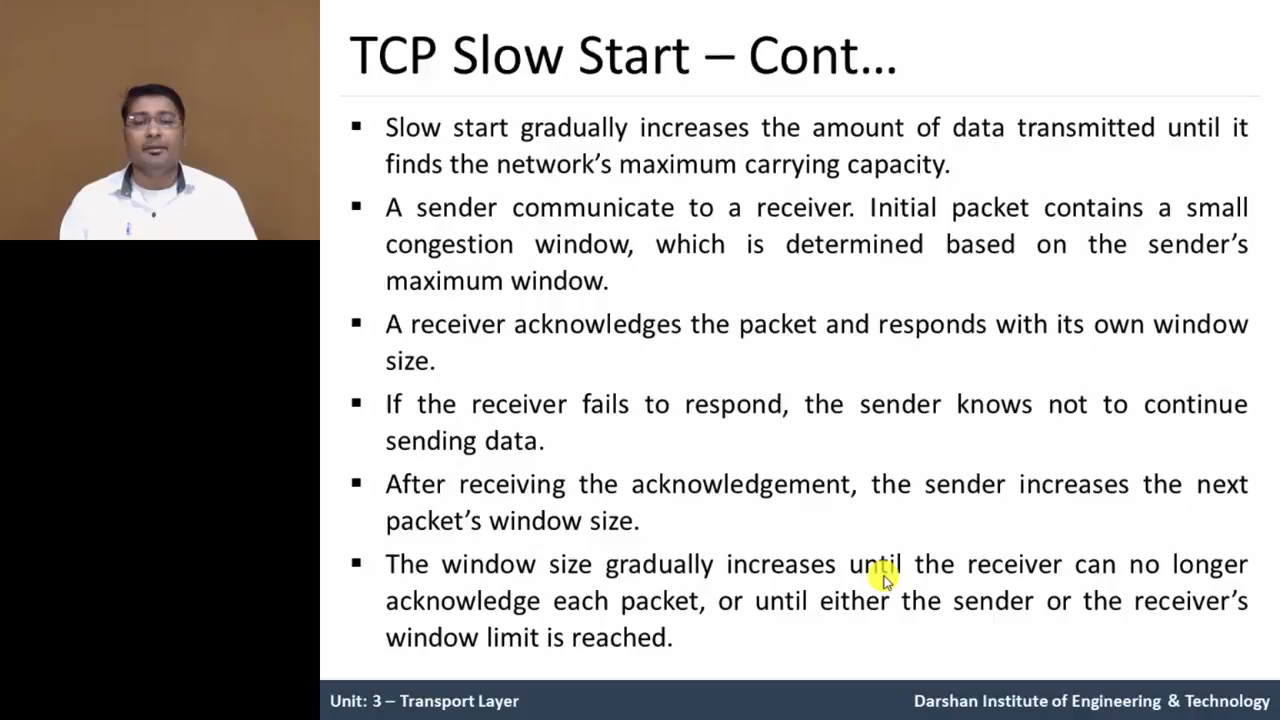 TCP Slow Start – Cont...
▪ Slow start gradually increases the amount of data transmitted until it
finds the network's maximum carrying capacity.
▪ A sender communicate to a receiver. Initial packet contains a small
congestion window, which is determined based on the sender's
maximum window.
▪ A receiver acknowledges the packet and responds with its own window
size.
▪ If the receiver fails to respond, the sender knows not to continue
sending data.
▪ After receiving the acknowledgement, the sender increases the next
packet's window size.
▪ The window size gradually increases until the receiver can no longer
acknowledge each packet, or until either the sender or the receiver's
window limit is reached.
Unit: 3 – Transport Layer
Darshan Institute of Engineering & Technology